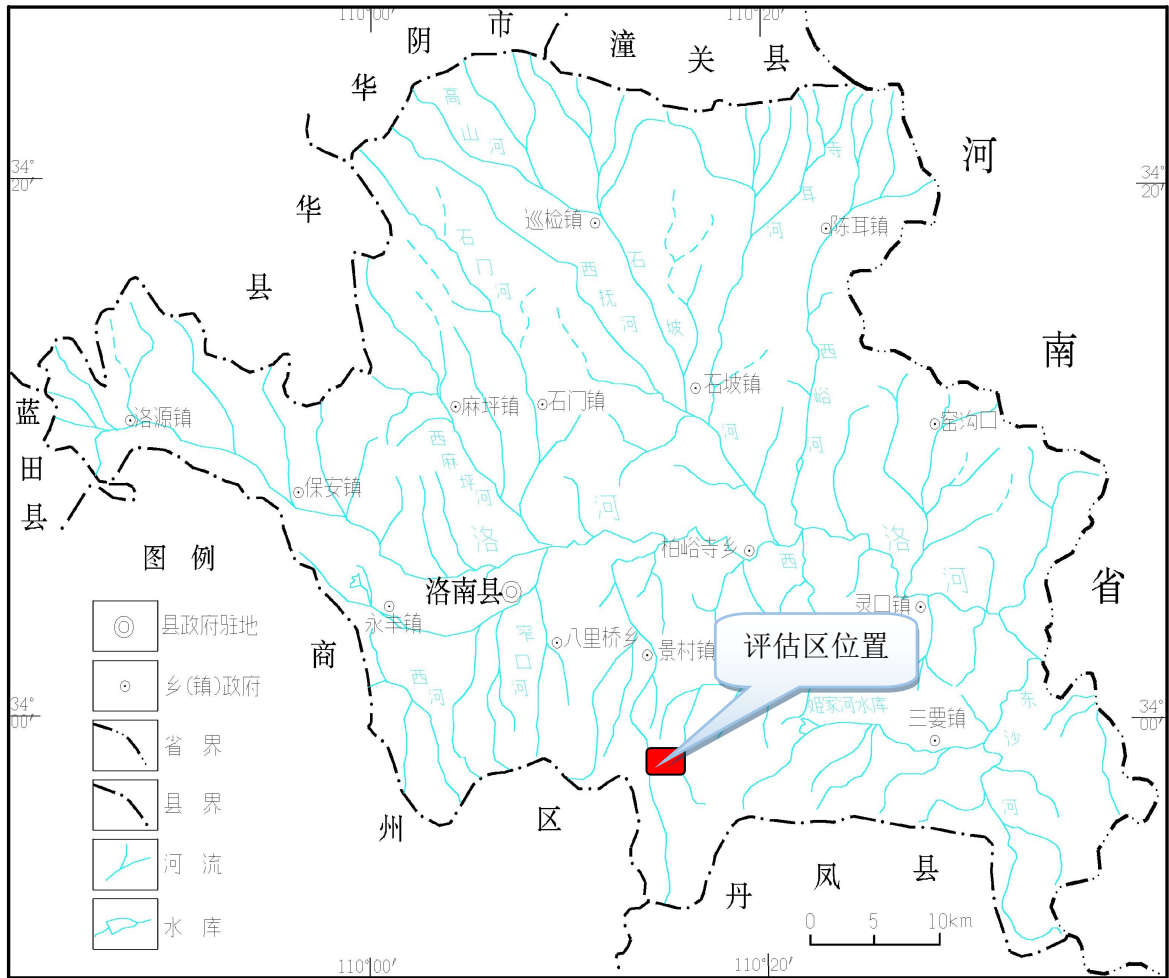 110°00′
110°20′
华阴市
潼关县
华县
蓝田县
商州区
丹凤县
河南省
34°20′
34°20′
34°00′
34°00′
高山河
寺耳河
巡检镇
陈耳镇
石门河
西抚河
石坡河
西峪河
洛源镇
麻坪镇
石门镇
石坡镇
窑沟口
西麻坪河
保安镇
洛河
西洛河
柏峪寺乡
洛南县
永丰镇
灵口镇
八里桥乡
景村镇
评估区位置
窄口河
西河
姬家河水库
三要镇
东沙河
图例
县政府驻地
乡(镇)政府
省界
县界
河流
水库
0 5 10km
110°00′
110°20′